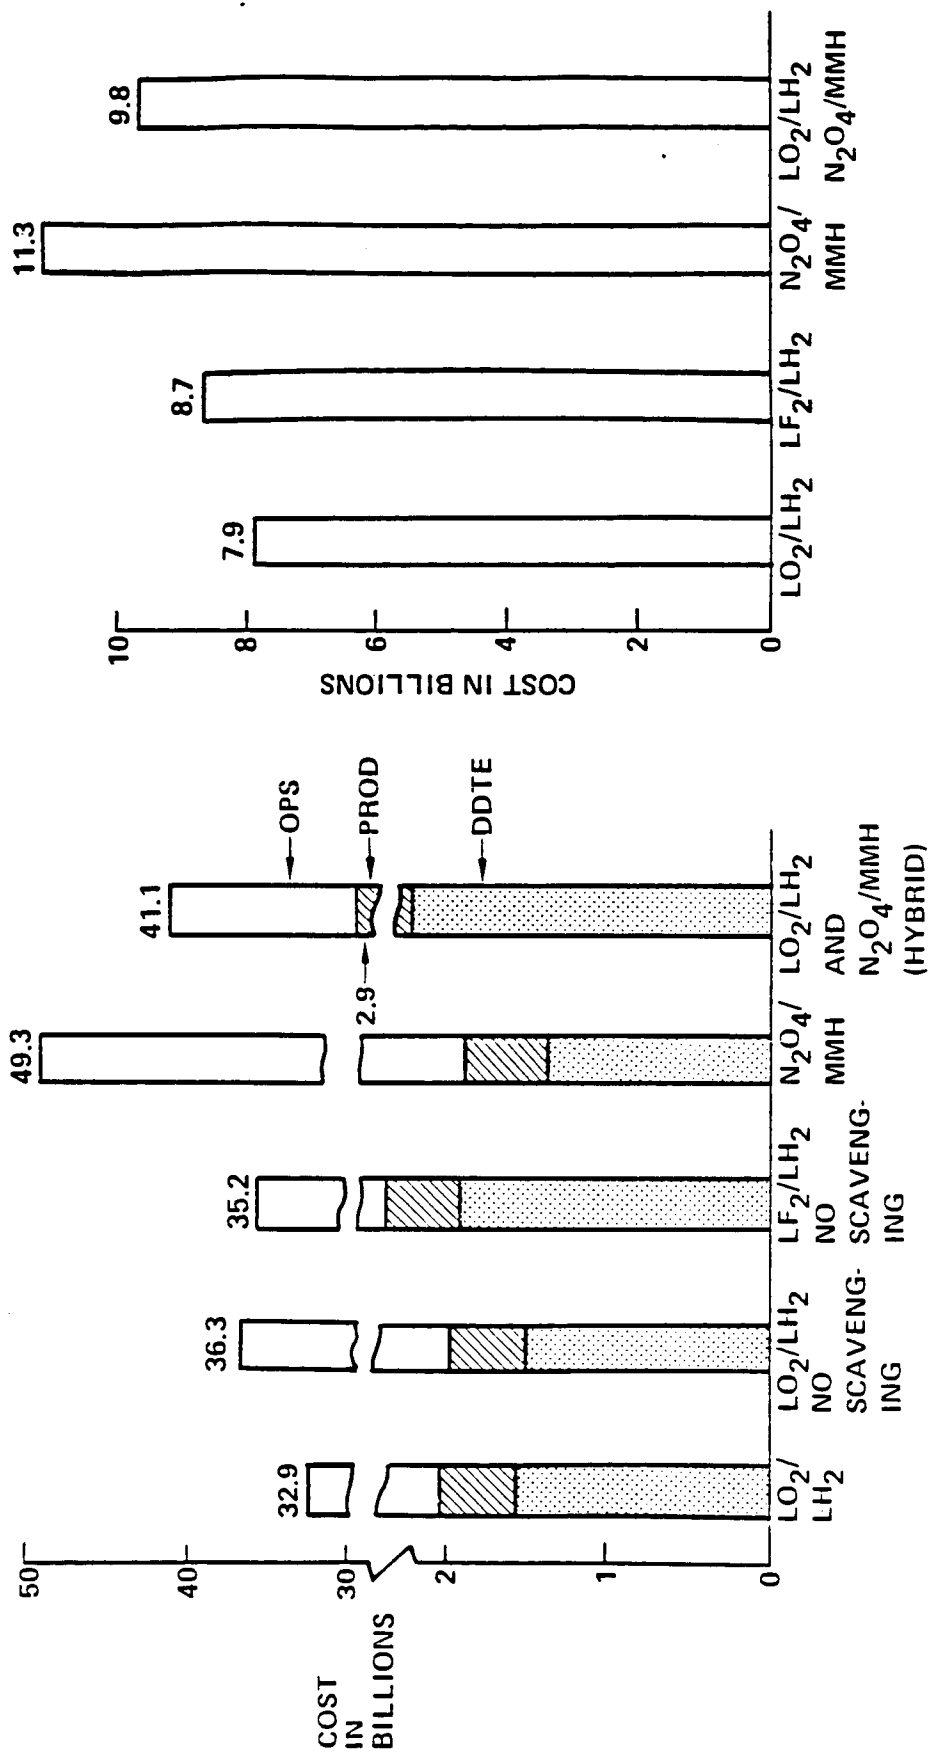 COST
IN
BILLIONS
50
40
30
2
1
0
32.9
36.3
35.2
49.3
41.1
2.9
OPS
PROD
DDTE
LO2/
LH2
LO2/LH2
NO
SCAVENG-
ING
LF2/LH2
NO
SCAVENG-
ING
N2O4/
MMH
LO2/LH2
AND
N2O4/MMH
(HYBRID)
COST IN BILLIONS
10
8
6
4
2
0
7.9
8.7
11.3
9.8
LO2/LH2
LF2/LH2
N2O4/
MMH
LO2/LH2
N2O4/MMH